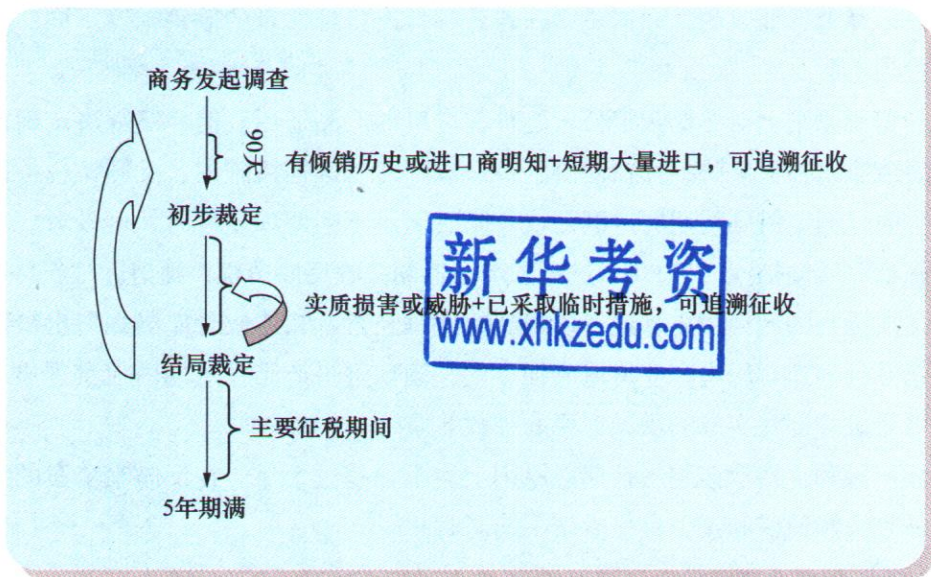 商务发起调查
90天
有倾销历史或进口商明知+短期大量进口，可追溯征收
初步裁定
新华考资
实质损害或威胁+已采取临时措施，可追溯征收
www.xhkzedu.com
结局裁定
主要征税期间
5年期满